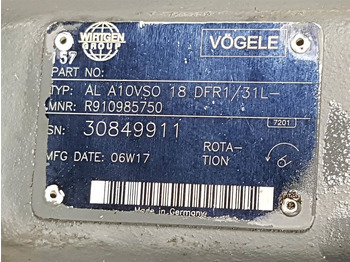 WIRTGEN GROUP
VÖGELE
157
PART NO:
TYP: AL A10VSO 18 DFR1/31L-
MNR: R910985750
7201
SN: 30849911
ROTA-
TION
MFG DATE: 06W17
Made in Germany